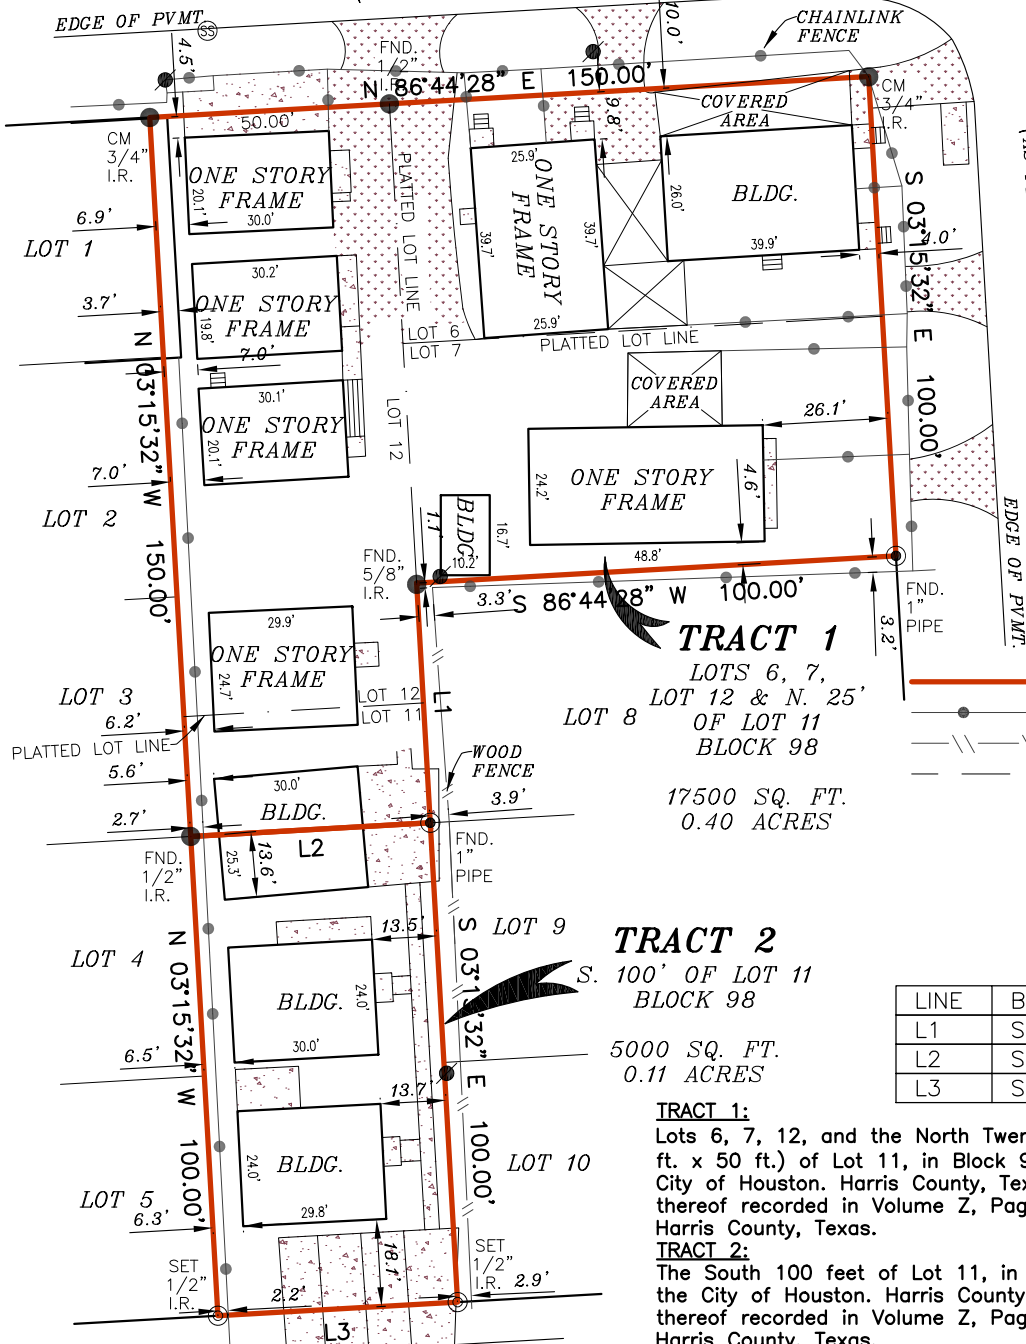 EDGE OF PVMT
SS
4.5'
FND.
1/2"
I.R.
10.0'
CHAINLINK
FENCE
N 86°44'28" E 150.00'
CM
3/4"
I.R.
50.00'
9.8'
COVERED
AREA
CM
3/4"
I.R.
ONE STORY
FRAME
20.1'
30.0'
PLATTED LOT LINE
25.9'
ONE STORY
FRAME
39.7'
39.7'
25.9'
26.0'
BLDG.
39.9'
S 03°15'32" E 100.00'
4.0'
6.9'
LOT 1
3.7'
30.2'
ONE STORY
FRAME
19.8'
7.0'
LOT 6
LOT 7
PLATTED LOT LINE
N 03°15'32" W 150.00'
30.1'
ONE STORY
FRAME
20.1'
LOT 12
COVERED
AREA
26.1'
7.0'
LOT 2
ONE STORY
FRAME
24.2'
4.6'
48.8'
BLDG.
16.7'
10.2'
1.1'
EDGE OF PVMT.
FND.
5/8"
I.R.
3.3'
S 86°44'28" W 100.00'
FND.
1"
PIPE
3.2'
29.9'
ONE STORY
FRAME
24.7'
TRACT 1
LOTS 6, 7,
LOT 12 & N. 25'
OF LOT 11
BLOCK 98
17500 SQ. FT.
0.40 ACRES
LOT 3
6.2'
PLATTED LOT LINE
LOT 12
LOT 11
L1
LOT 8
5.6'
WOOD
FENCE
30.0'
BLDG.
2.7'
3.9'
L2
25.3'
13.6'
FND.
1/2"
I.R.
FND.
1"
PIPE
13.5'
LOT 9
LOT 4
TRACT 2
S. 100' OF LOT 11
BLOCK 98
5000 SQ. FT.
0.11 ACRES
N 03°15'32" W 100.00'
BLDG.
24.0'
30.0'
S 03°15'32" E 100.00'
6.5'
13.7'
LINE B
L1 S
L2 S
L3 S
BLDG.
24.0'
29.8'
LOT 10
LOT 5
6.3'
SET
1/2"
I.R.
2.2'
18.1'
SET
1/2"
I.R.
2.9'
L3
TRACT 1:
Lots 6, 7, 12, and the North Twen
ft. x 50 ft.) of Lot 11, in Block 9
City of Houston. Harris County, Tex
thereof recorded in Volume Z, Pag
Harris County, Texas.
TRACT 2:
The South 100 feet of Lot 11, in
the City of Houston. Harris County
thereof recorded in Volume Z, Pag
Harris County, Texas